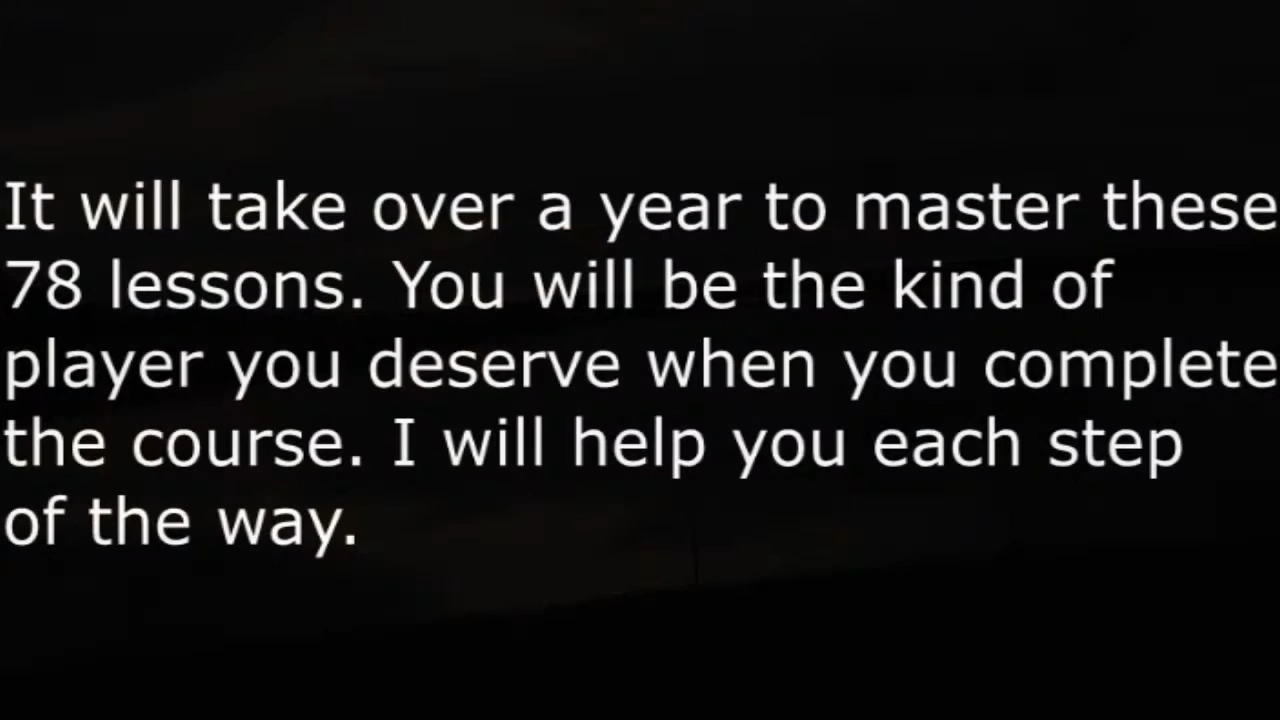 It will take over a year to master these
78 lessons. You will be the kind of
player you deserve when you complete
the course. I will help you each step
of the way.